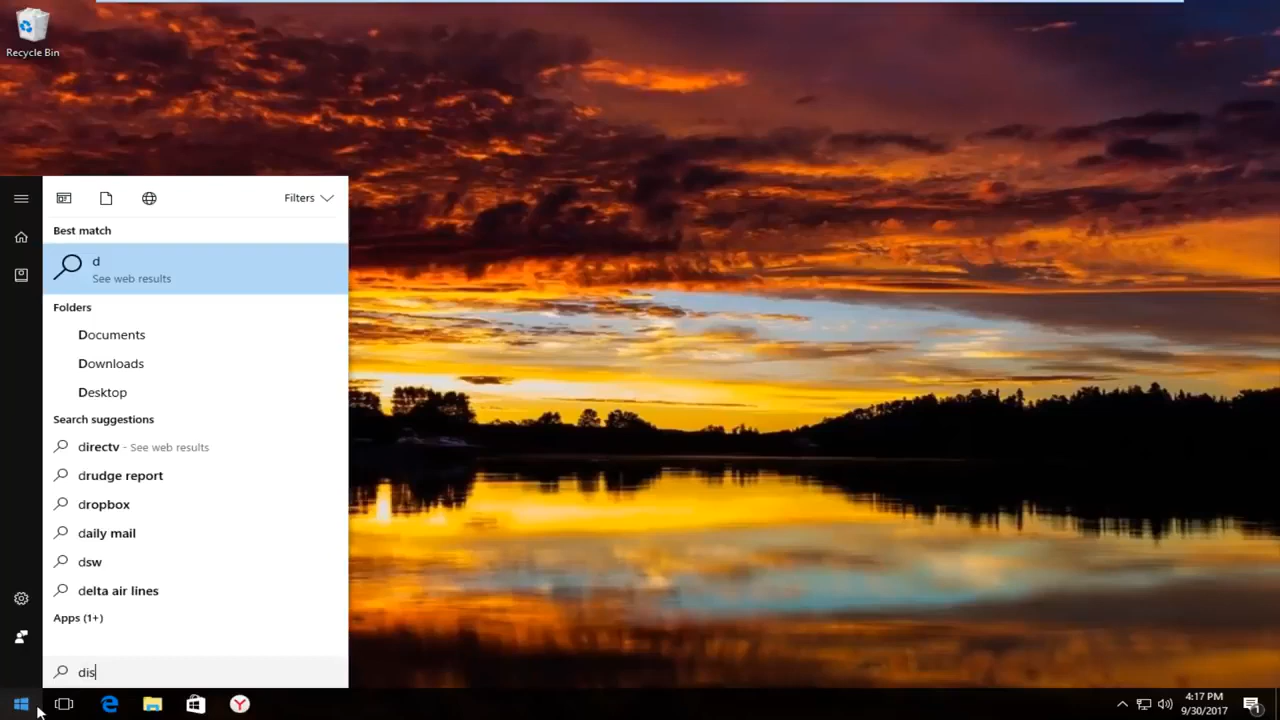 Recycle Bin
Filters
Best match
d
See web results
Folders
Documents
Downloads
Desktop
Search suggestions
directv - See web results
drudge report
dropbox
daily mail
dsw
delta air lines
Apps (1+)
dis
4:17 PM
9/30/2017
1